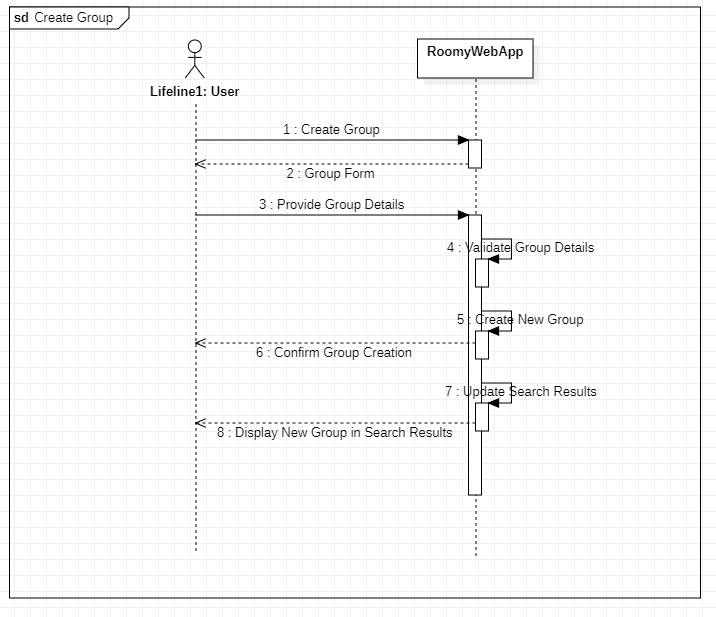 sd Create Group
RoomyWebApp
Lifeline1: User
1 : Create Group
2 : Group Form
3 : Provide Group Details
4 : Validate Group Details
5 : Create New Group
6 : Confirm Group Creation
7 : Update Search Results
8 : Display New Group in Search Results